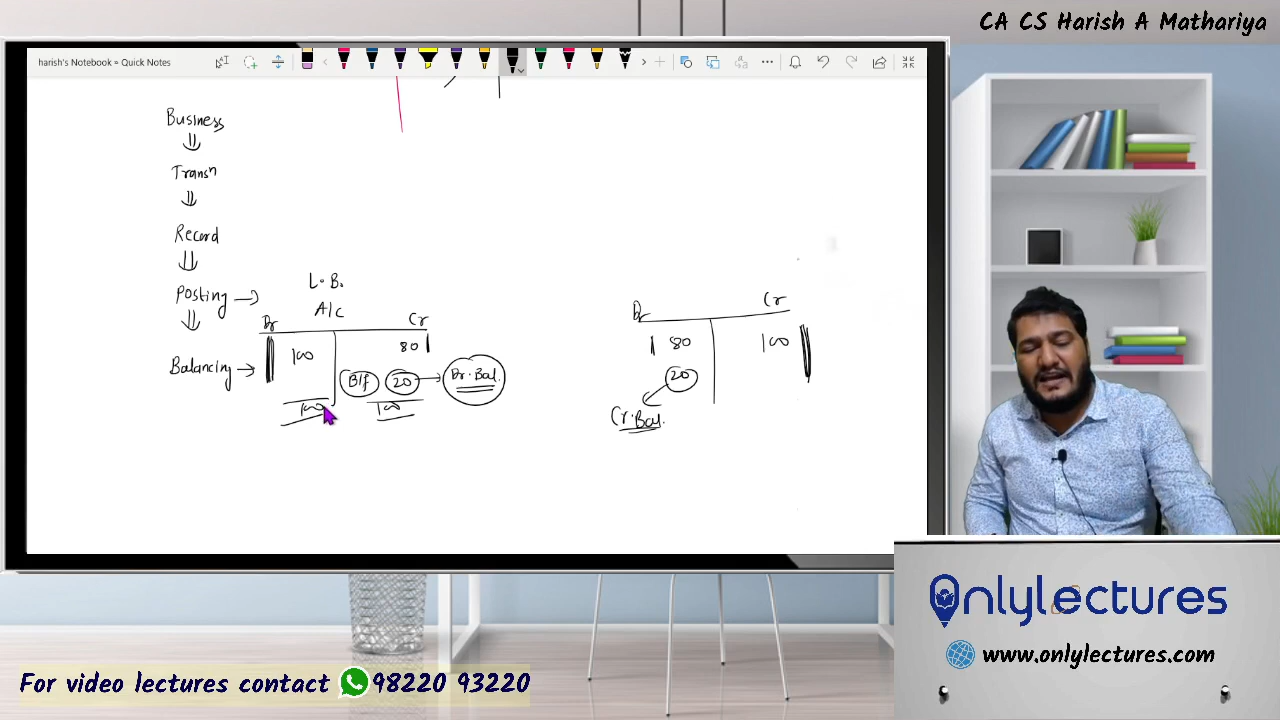 CA CS Harish A Mathariya
harish's Notebook » Quick Notes
Business
Transn
Record
Posting
Balancing
L.B.
A/c
Dr Cr
100 80
B/f 20 Dr. Bal.
100 100
Dr Cr
80 100
20
Cr. Bal.
Onlylectures
www.onlylectures.com
For video lectures contact 98220 93220